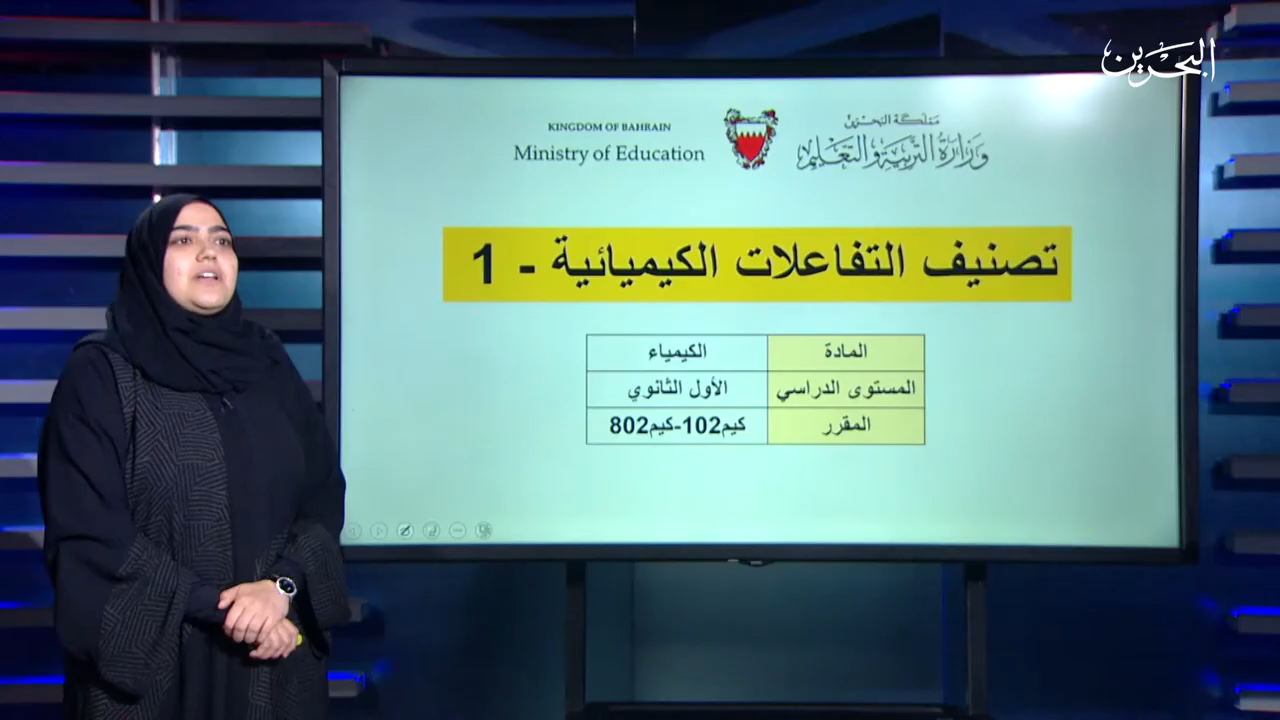 البحرين
KINGDOM OF BAHRAIN
Ministry of Education
مملكة البحرين
وزارة التربية والتعليم
تصنيف التفاعلات الكيميائية - 1
المادة الكيمياء
المستوى الدراسي الأول الثانوي
المقرر كيم102-كيم802